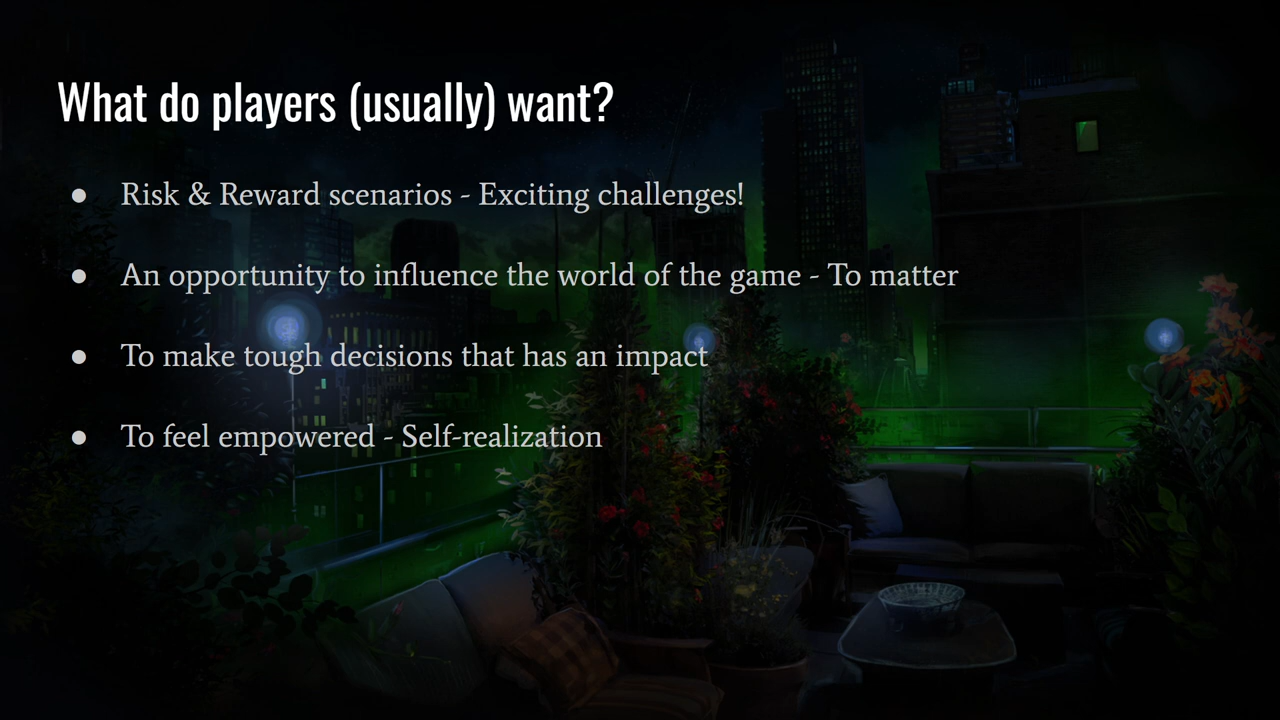 What do players (usually) want?
● Risk & Reward scenarios - Exciting challenges!
● An opportunity to influence the world of the game - To matter
● To make tough decisions that has an impact
● To feel empowered - Self-realization